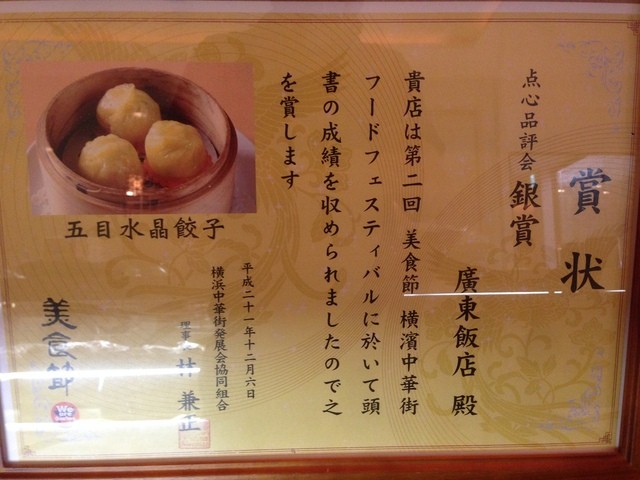 賞状
点心品評会 銀賞
廣東飯店 殿
貴店は第二回 美食節 横濱中華街
フードフェスティバルに於いて頭
書の成績を収められましたので之
を賞します
平成二十一年十二月六日
横浜中華街発展会協同組合
理事 林 兼正
五目水晶餃子
美食節